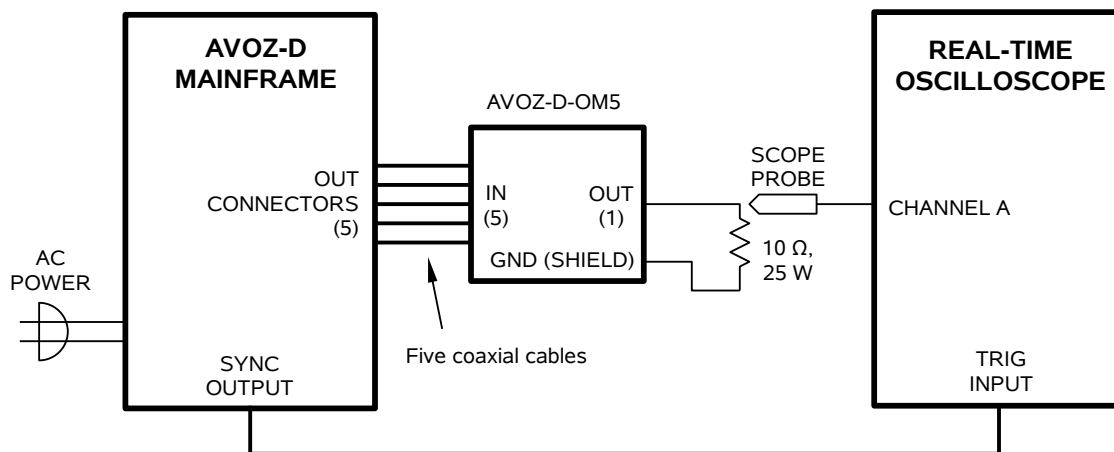 AVOZ-D
MAINFRAME
OUT
CONNECTORS
(5)
AC
POWER
SYNC
OUTPUT
AVOZ-D-OM5
IN
(5)
OUT
(1)
GND (SHIELD)
Five coaxial cables
SCOPE
PROBE
10 Ω,
25 W
REAL-TIME
OSCILLOSCOPE
CHANNEL A
TRIG
INPUT